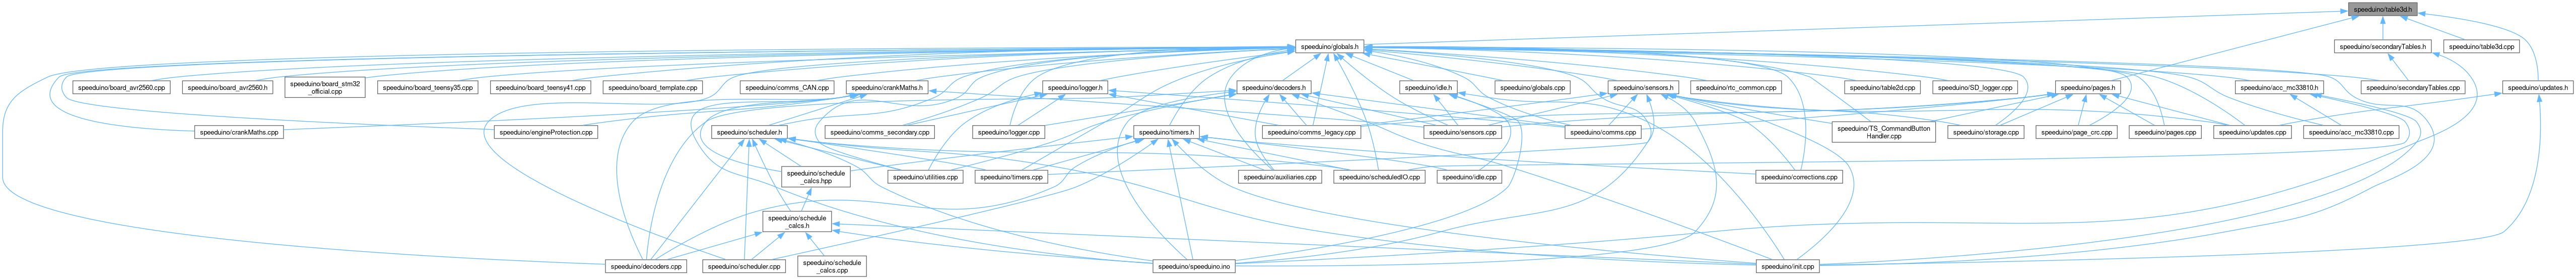 speeduino/table3d.h
speeduino/globals.h
speeduino/secondaryTables.h
speeduino/table3d.cpp
speeduino/board_avr2560.cpp
speeduino/board_avr2560.h
speeduino/board_stm32
_official.cpp
speeduino/board_teensy35.cpp
speeduino/board_teensy41.cpp
speeduino/board_template.cpp
speeduino/comms_CAN.cpp
speeduino/crankMaths.h
speeduino/logger.h
speeduino/decoders.h
speeduino/idle.h
speeduino/globals.cpp
speeduino/sensors.h
speeduino/rtc_common.cpp
speeduino/table2d.cpp
speeduino/SD_logger.cpp
speeduino/pages.h
speeduino/acc_mc33810.h
speeduino/secondaryTables.cpp
speeduino/updates.h
speeduino/crankMaths.cpp
speeduino/engineProtection.cpp
speeduino/scheduler.h
speeduino/comms_secondary.cpp
speeduino/logger.cpp
speeduino/timers.h
speeduino/comms_legacy.cpp
speeduino/sensors.cpp
speeduino/comms.cpp
speeduino/TS_CommandButton
Handler.cpp
speeduino/storage.cpp
speeduino/page_crc.cpp
speeduino/pages.cpp
speeduino/updates.cpp
speeduino/acc_mc33810.cpp
speeduino/schedule
_calcs.hpp
speeduino/utilities.cpp
speeduino/timers.cpp
speeduino/auxiliaries.cpp
speeduino/scheduledIO.cpp
speeduino/idle.cpp
speeduino/corrections.cpp
speeduino/schedule
_calcs.h
speeduino/decoders.cpp
speeduino/scheduler.cpp
speeduino/schedule
_calcs.cpp
speeduino/speeduino.ino
speeduino/init.cpp